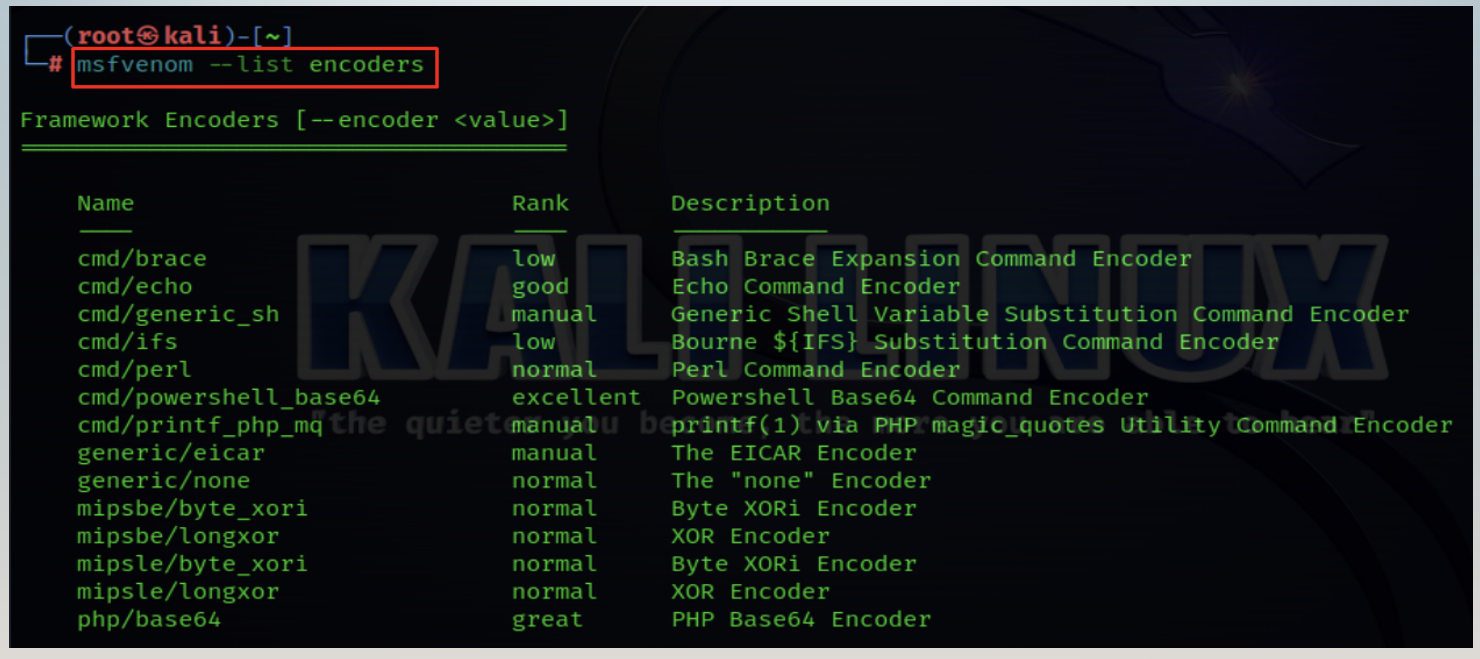 ┌──(root㉿kali)-[~]
└─# msfvenom --list encoders
Framework Encoders [--encoder <value>]
======================================
Name Rank Description
---- ---- -----------
cmd/brace low Bash Brace Expansion Command Encoder
cmd/echo good Echo Command Encoder
cmd/generic_sh manual Generic Shell Variable Substitution Command Encoder
cmd/ifs low Bourne ${IFS} Substitution Command Encoder
cmd/perl normal Perl Command Encoder
cmd/powershell_base64 excellent Powershell Base64 Command Encoder
cmd/printf_php_mq manual printf(1) via PHP magic_quotes Utility Command Encoder
generic/eicar manual The EICAR Encoder
generic/none normal The "none" Encoder
mipsbe/byte_xori normal Byte XORi Encoder
mipsbe/longxor normal XOR Encoder
mipsle/byte_xori normal Byte XORi Encoder
mipsle/longxor normal XOR Encoder
php/base64 great PHP Base64 Encoder
KALI LINUX
"the quieter you become, the more you are able to hear"